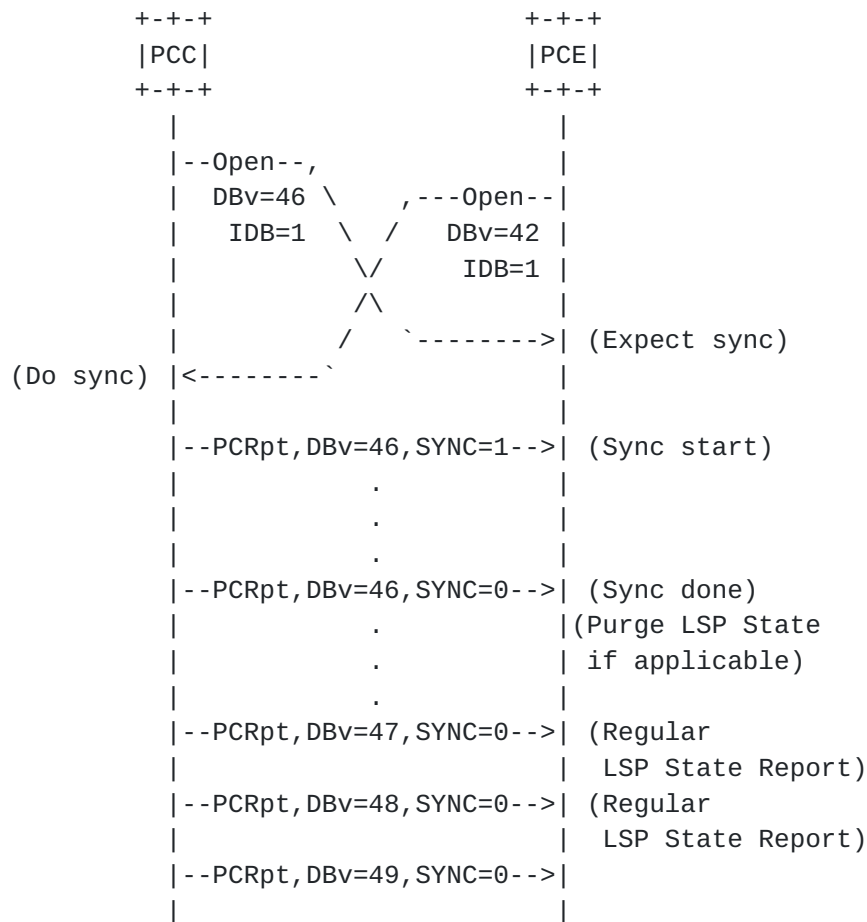 +-+-+                    +-+-+
|PCC|                    |PCE|
+-+-+                    +-+-+
  |                        |
  |--Open--,               |
  |  DBv=46 \    ,---Open--|
  |   IDB=1  \  /   DBv=42 |
  |           \/     IDB=1 |
  |           /\           |
  |          /  `--------->| (Expect sync)
(Do sync) |<--------`              |
  |                        |
  |--PCRpt,DBv=46,SYNC=1-->| (Sync start)
  |            .           |
  |            .           |
  |            .           |
  |--PCRpt,DBv=46,SYNC=0-->| (Sync done)
  |            .           |(Purge LSP State
  |            .           | if applicable)
  |            .           |
  |--PCRpt,DBv=47,SYNC=0-->| (Regular
  |                        |  LSP State Report)
  |--PCRpt,DBv=48,SYNC=0-->| (Regular
  |                        |  LSP State Report)
  |--PCRpt,DBv=49,SYNC=0-->|
  |                        |